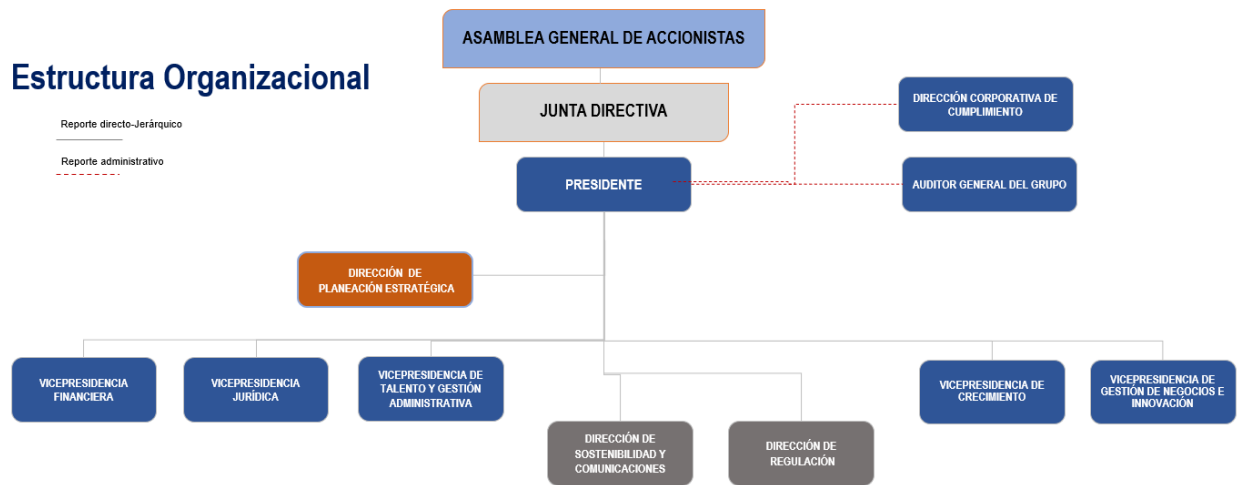 ASAMBLEA GENERAL DE ACCIONISTAS
Estructura Organizacional
Reporte directo-Jerárquico
Reporte administrativo
JUNTA DIRECTIVA
DIRECCIÓN CORPORATIVA DE
CUMPLIMIENTO
PRESIDENTE
AUDITOR GENERAL DEL GRUPO
DIRECCIÓN DE
PLANEACIÓN ESTRATÉGICA
VICEPRESIDENCIA
FINANCIERA
VICEPRESIDENCIA
JURÍDICA
VICEPRESIDENCIA DE
TALENTO Y GESTIÓN
ADMINISTRATIVA
VICEPRESIDENCIA DE
CRECIMIENTO
VICEPRESIDENCIA DE
GESTIÓN DE NEGOCIOS E
INNOVACIÓN
DIRECCIÓN DE
SOSTENIBILIDAD Y
COMUNICACIONES
DIRECCIÓN DE
REGULACIÓN